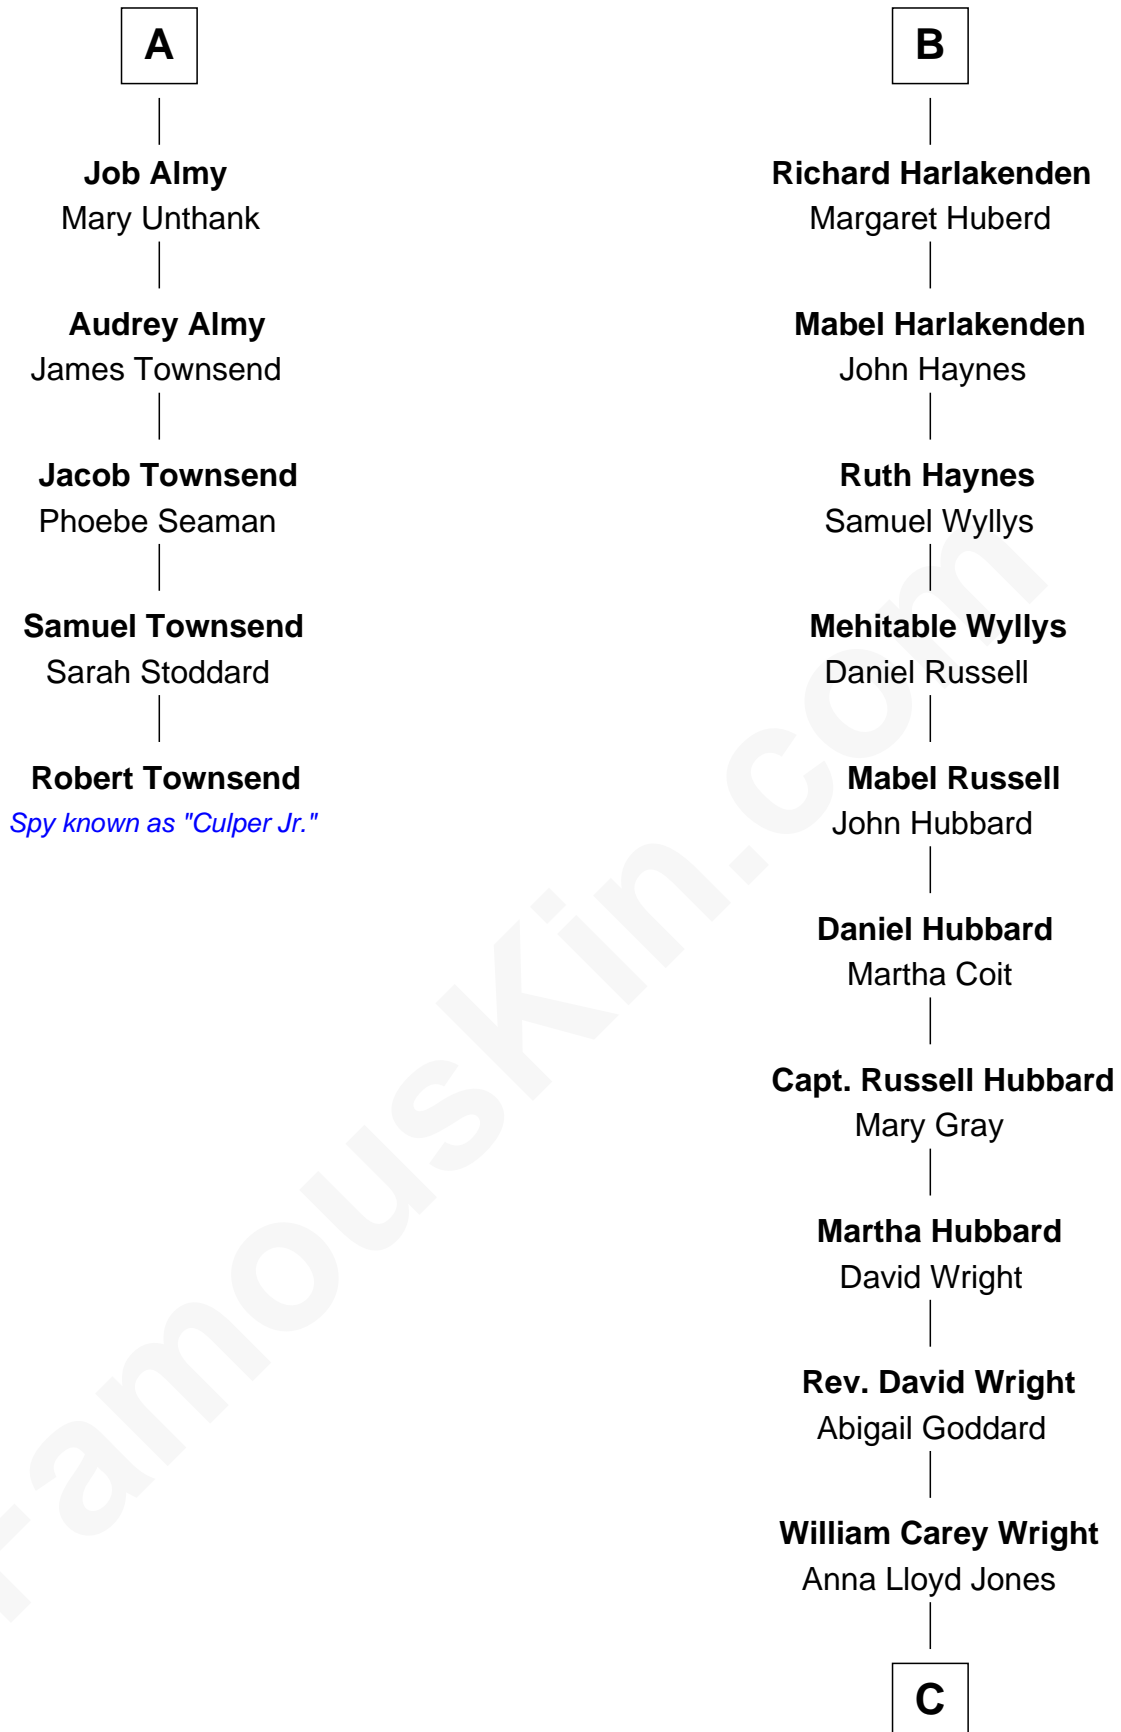 A
Job Almy
Mary Unthank
Audrey Almy
James Townsend
Jacob Townsend
Phoebe Seaman
Samuel Townsend
Sarah Stoddard
Robert Townsend
Spy known as "Culper Jr."
B
Richard Harlakenden
Margaret Huberd
Mabel Harlakenden
John Haynes
Ruth Haynes
Samuel Wyllys
Mehitable Wyllys
Daniel Russell
Mabel Russell
John Hubbard
Daniel Hubbard
Martha Coit
Capt. Russell Hubbard
Mary Gray
Martha Hubbard
David Wright
Rev. David Wright
Abigail Goddard
William Carey Wright
Anna Lloyd Jones
C
FamousKin.com